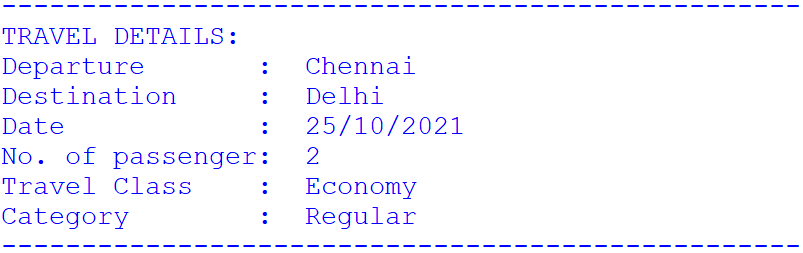 --------------------------------------------------
TRAVEL DETAILS:
Departure       :  Chennai
Destination     :  Delhi
Date            :  25/10/2021
No. of passenger:  2
Travel Class    :  Economy
Category        :  Regular
--------------------------------------------------